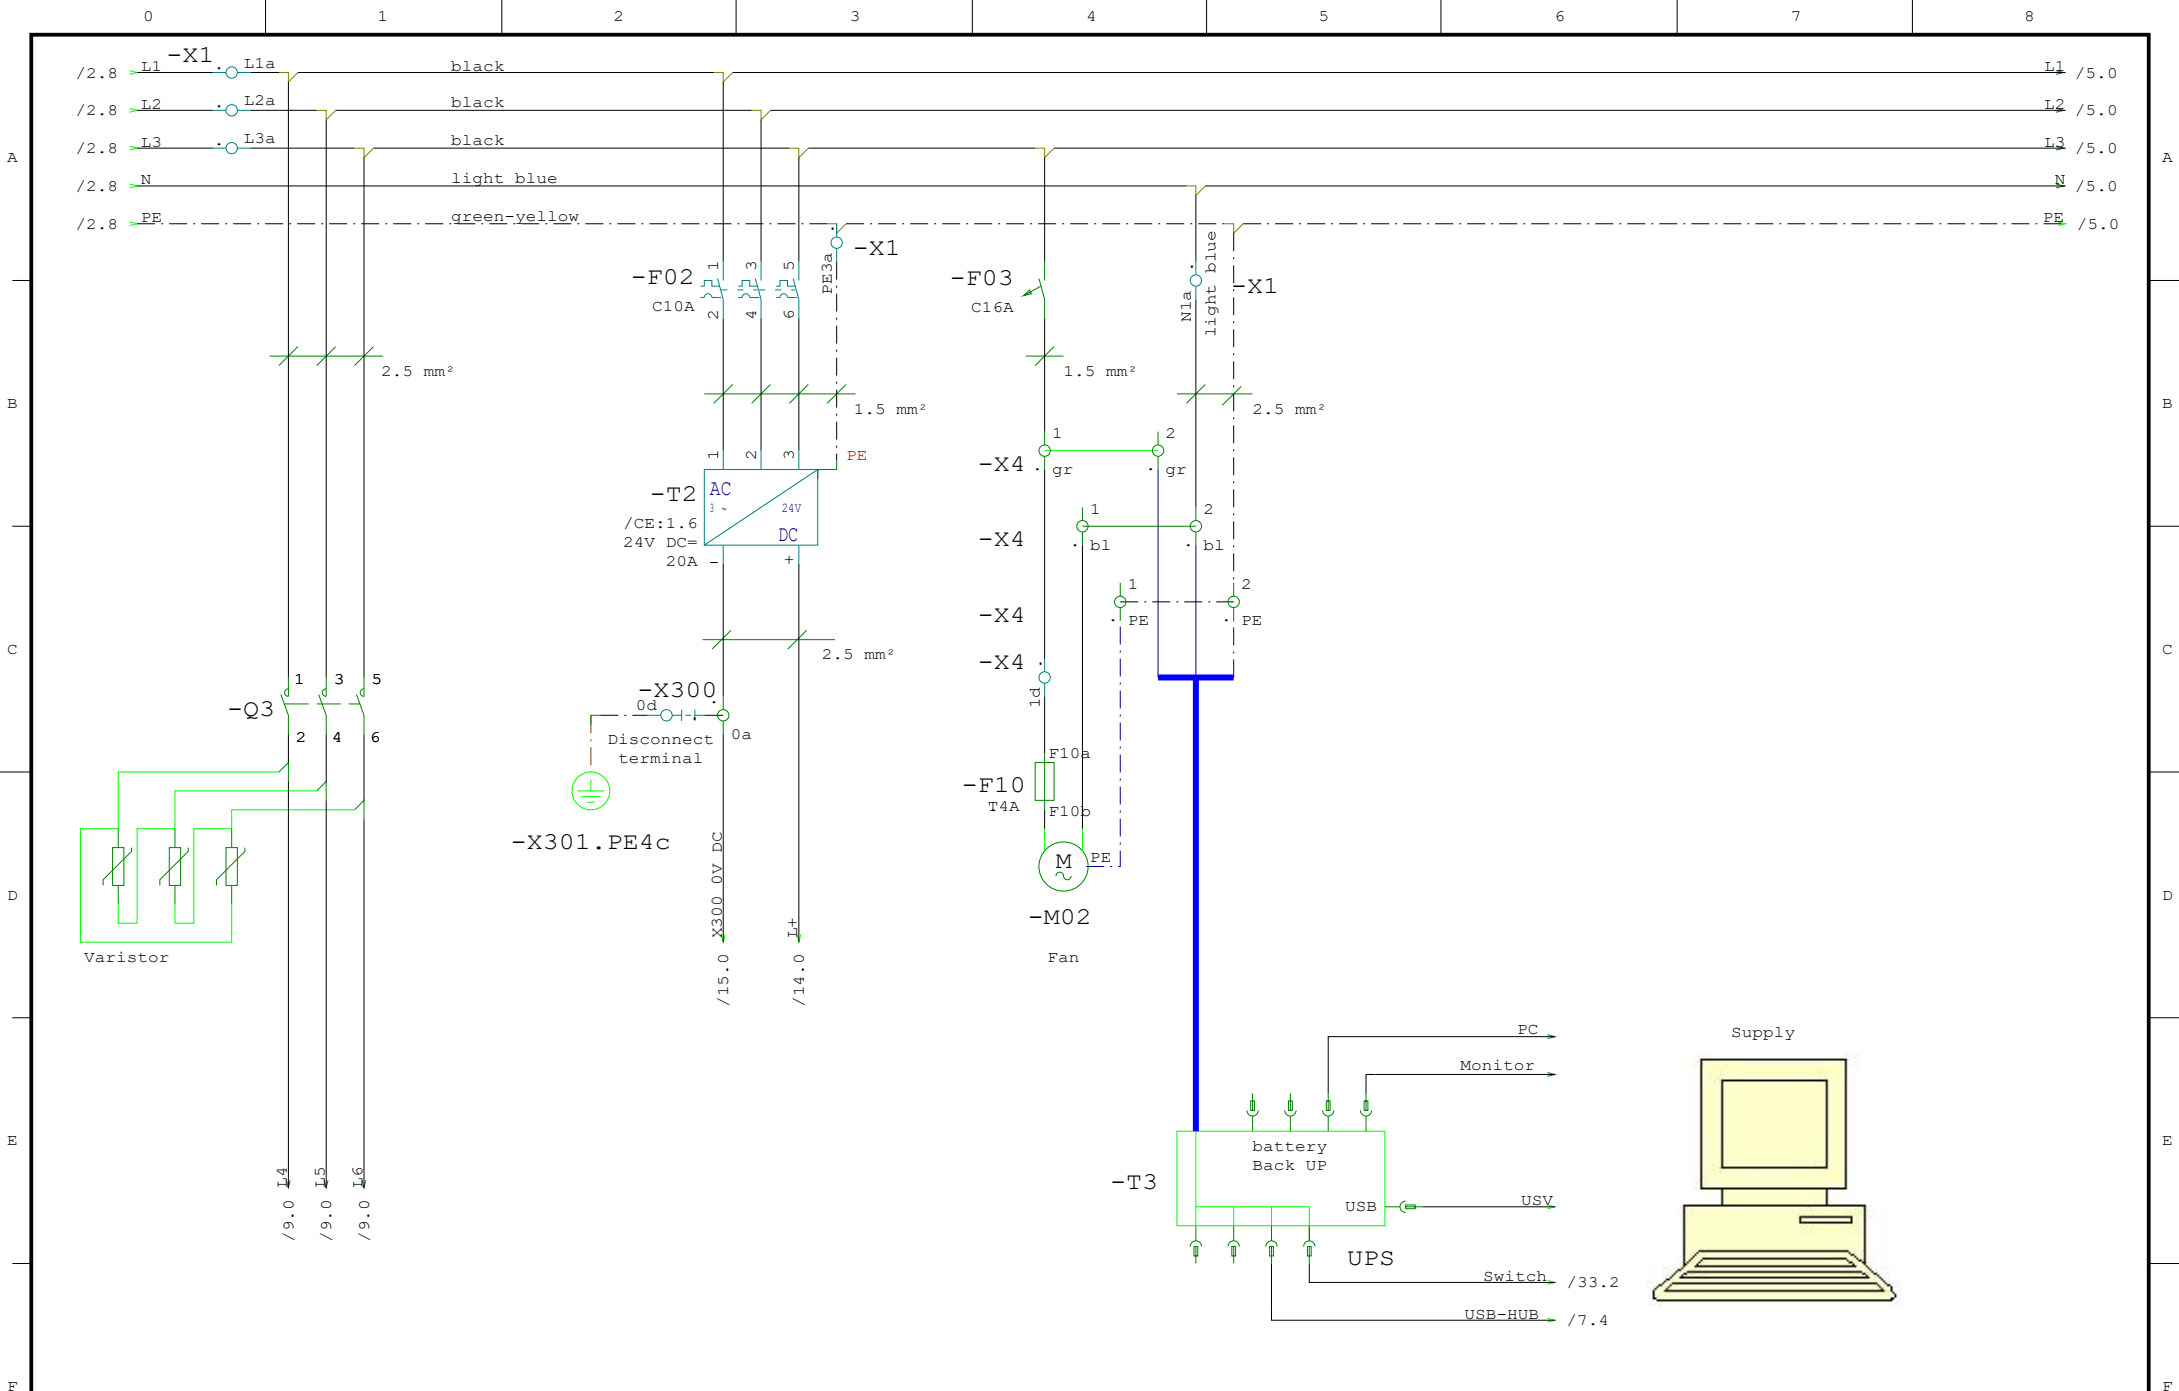 0 1 2 3 4 5 6 7 8
-X1
/2.8 L1 L1a black L1 /5.0
/2.8 L2 L2a black L2 /5.0
/2.8 L3 L3a black L3 /5.0
A A
/2.8 N light blue N /5.0
/2.8 PE green-yellow PE /5.0
-X1
PE3a
-F02 1 3 5
C10A 2 4 6
-F03
C16A
N1a
light blue
-X1
2.5 mm²
1.5 mm²
B B
1.5 mm²
2.5 mm²
1 2
-X4 gr gr
1 2 3 PE
-T2 AC
3 ~ 24V
/CE:1.6
24V DC= DC
20A - +
1 2
-X4 bl bl
1 2
-X4 PE PE
C C
2.5 mm²
-X4
1d
1 3 5
-Q3
2 4 6
-X300
0d
0a
Disconnect
terminal
F10a
-F10
T4A
F10b
-X301.PE4c
M
~
PE
D D
-M02
X300 0V DC
L+
Varistor
Fan
/15.0 /14.0
PC
Supply
Monitor
E E
battery
Back UP
-T3
USB USV
L4 L5 L6
/9.0 /9.0 /9.0
UPS
Switch /33.2
USB-HUB /7.4
F F